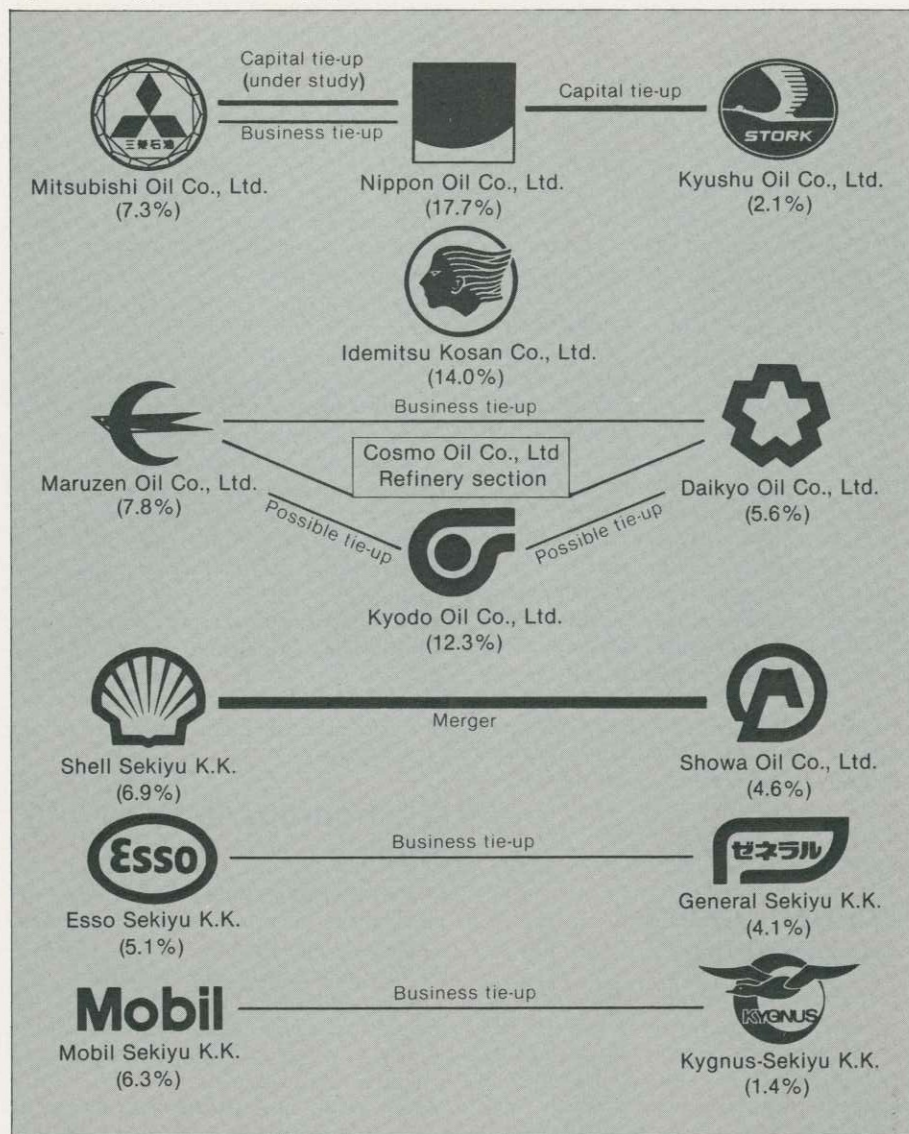 Capital tie-up
(under study)
Business tie-up
Capital tie-up
三菱石油
STORK
Mitsubishi Oil Co., Ltd.
(7.3%)
Nippon Oil Co., Ltd.
(17.7%)
Kyushu Oil Co., Ltd.
(2.1%)
Idemitsu Kosan Co., Ltd.
(14.0%)
Business tie-up
Cosmo Oil Co., Ltd
Refinery section
Maruzen Oil Co., Ltd.
(7.8%)
Daikyo Oil Co., Ltd.
(5.6%)
Possible tie-up
Possible tie-up
Kyodo Oil Co., Ltd.
(12.3%)
Merger
Shell Sekiyu K.K.
(6.9%)
Showa Oil Co., Ltd.
(4.6%)
Esso
Business tie-up
ゼネラル
Esso Sekiyu K.K.
(5.1%)
General Sekiyu K.K.
(4.1%)
Mobil
Business tie-up
KYGNUS
Mobil Sekiyu K.K.
(6.3%)
Kygnus-Sekiyu K.K.
(1.4%)